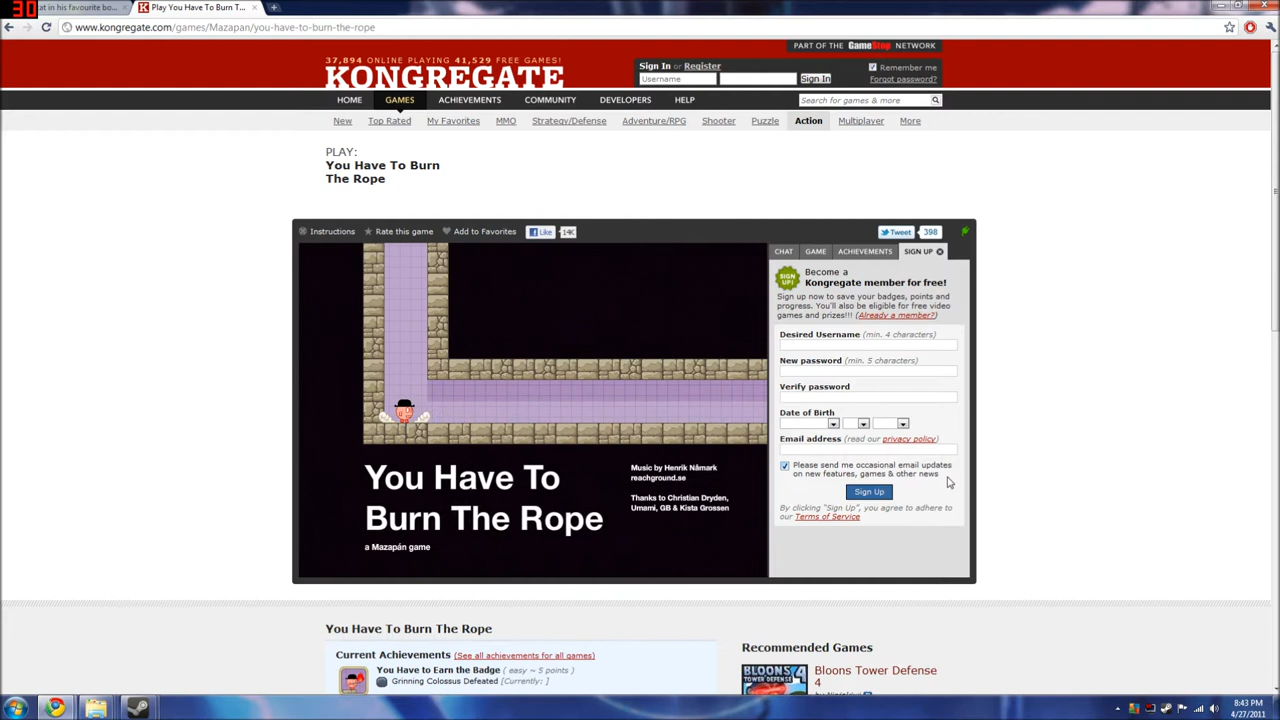 30
at in his favourite bo...
Play You Have To Burn T...
www.kongregate.com/games/Mazapan/you-have-to-burn-the-rope
PART OF THE GameStop NETWORK
37,894 ONLINE PLAYING 41,529 FREE GAMES!
KONGREGATE
Sign In or Register
Remember me
Username
Sign In
Forgot password?
HOME
GAMES
ACHIEVEMENTS
COMMUNITY
DEVELOPERS
HELP
Search for games & more
New
Top Rated
My Favorites
MMO
Strategy/Defense
Adventure/RPG
Shooter
Puzzle
Action
Multiplayer
More
PLAY:
You Have To Burn
The Rope
Instructions
Rate this game
Add to Favorites
Like
14K
Tweet
398
You Have To
Burn The Rope
a Mazapán game
Music by Henrik Nåmark
reachground.se
Thanks to Christian Dryden,
Umami, GB & Kista Grossen
CHAT
GAME
ACHIEVEMENTS
SIGN UP
SIGN UP!
Become a
Kongregate member for free!
Sign up now to save your badges, points and
progress. You'll also be eligible for free video
games and prizes!!! (Already a member?)
Desired Username (min. 4 characters)
New password (min. 5 characters)
Verify password
Date of Birth
Email address (read our privacy policy)
Please send me occasional email updates
on new features, games & other news
Sign Up
By clicking "Sign Up", you agree to adhere to
our Terms of Service
You Have To Burn The Rope
Current Achievements (See all achievements for all games)
You Have to Earn the Badge ( easy ~ 5 points )
Grinning Colossus Defeated [Currently: ]
Recommended Games
Bloons Tower Defense
4
8:43 PM
4/27/2011